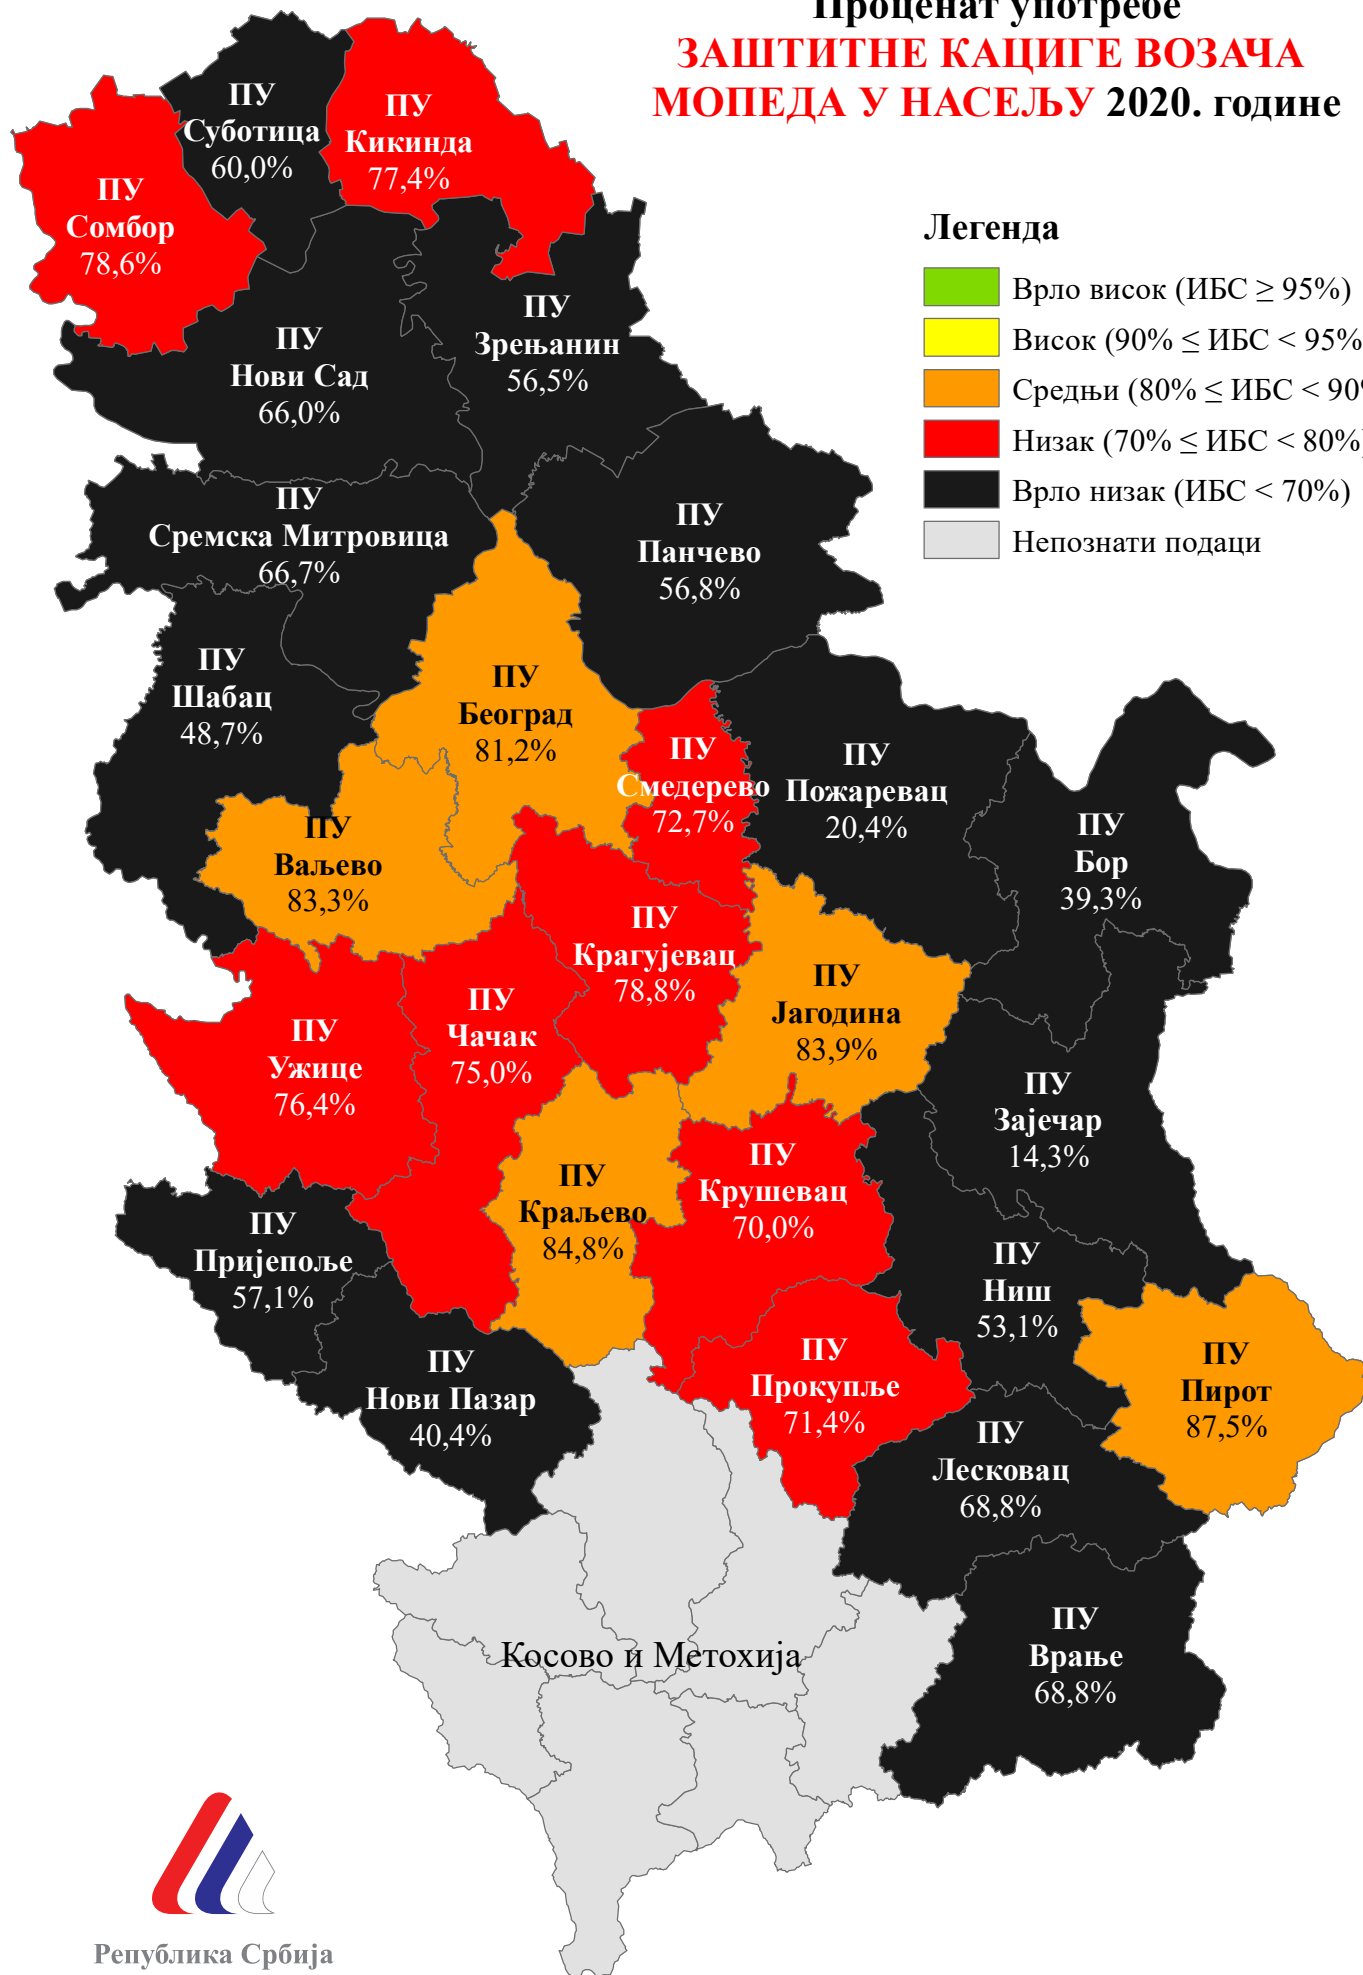 Проценат употребе
ЗАШТИТНЕ КАЦИГЕ ВОЗАЧА
МОПЕДА У НАСЕЉУ 2020. године
Легенда
Врло висок (ИБС ≥ 95%)
Висок (90% ≤ ИБС < 95%
Средњи (80% ≤ ИБС < 90%
Низак (70% ≤ ИБС < 80%)
Врло низак (ИБС < 70%)
Непознати подаци
ПУ
Суботица
60,0%
ПУ
Кикинда
77,4%
ПУ
Сомбор
78,6%
ПУ
Зрењанин
56,5%
ПУ
Нови Сад
66,0%
ПУ
Сремска Митровица
66,7%
ПУ
Панчево
56,8%
ПУ
Шабац
48,7%
ПУ
Београд
81,2%
ПУ
Смедерево
72,7%
ПУ
Пожаревац
20,4%
ПУ
Бор
39,3%
ПУ
Ваљево
83,3%
ПУ
Крагујевац
78,8%
ПУ
Јагодина
83,9%
ПУ
Чачак
75,0%
ПУ
Ужице
76,4%
ПУ
Зајечар
14,3%
ПУ
Крушевац
70,0%
ПУ
Краљево
84,8%
ПУ
Пријепоље
57,1%
ПУ
Ниш
53,1%
ПУ
Прокупље
71,4%
ПУ
Пирот
87,5%
ПУ
Нови Пазар
40,4%
ПУ
Лесковац
68,8%
ПУ
Врање
68,8%
Косово и Метохија
Република Србија